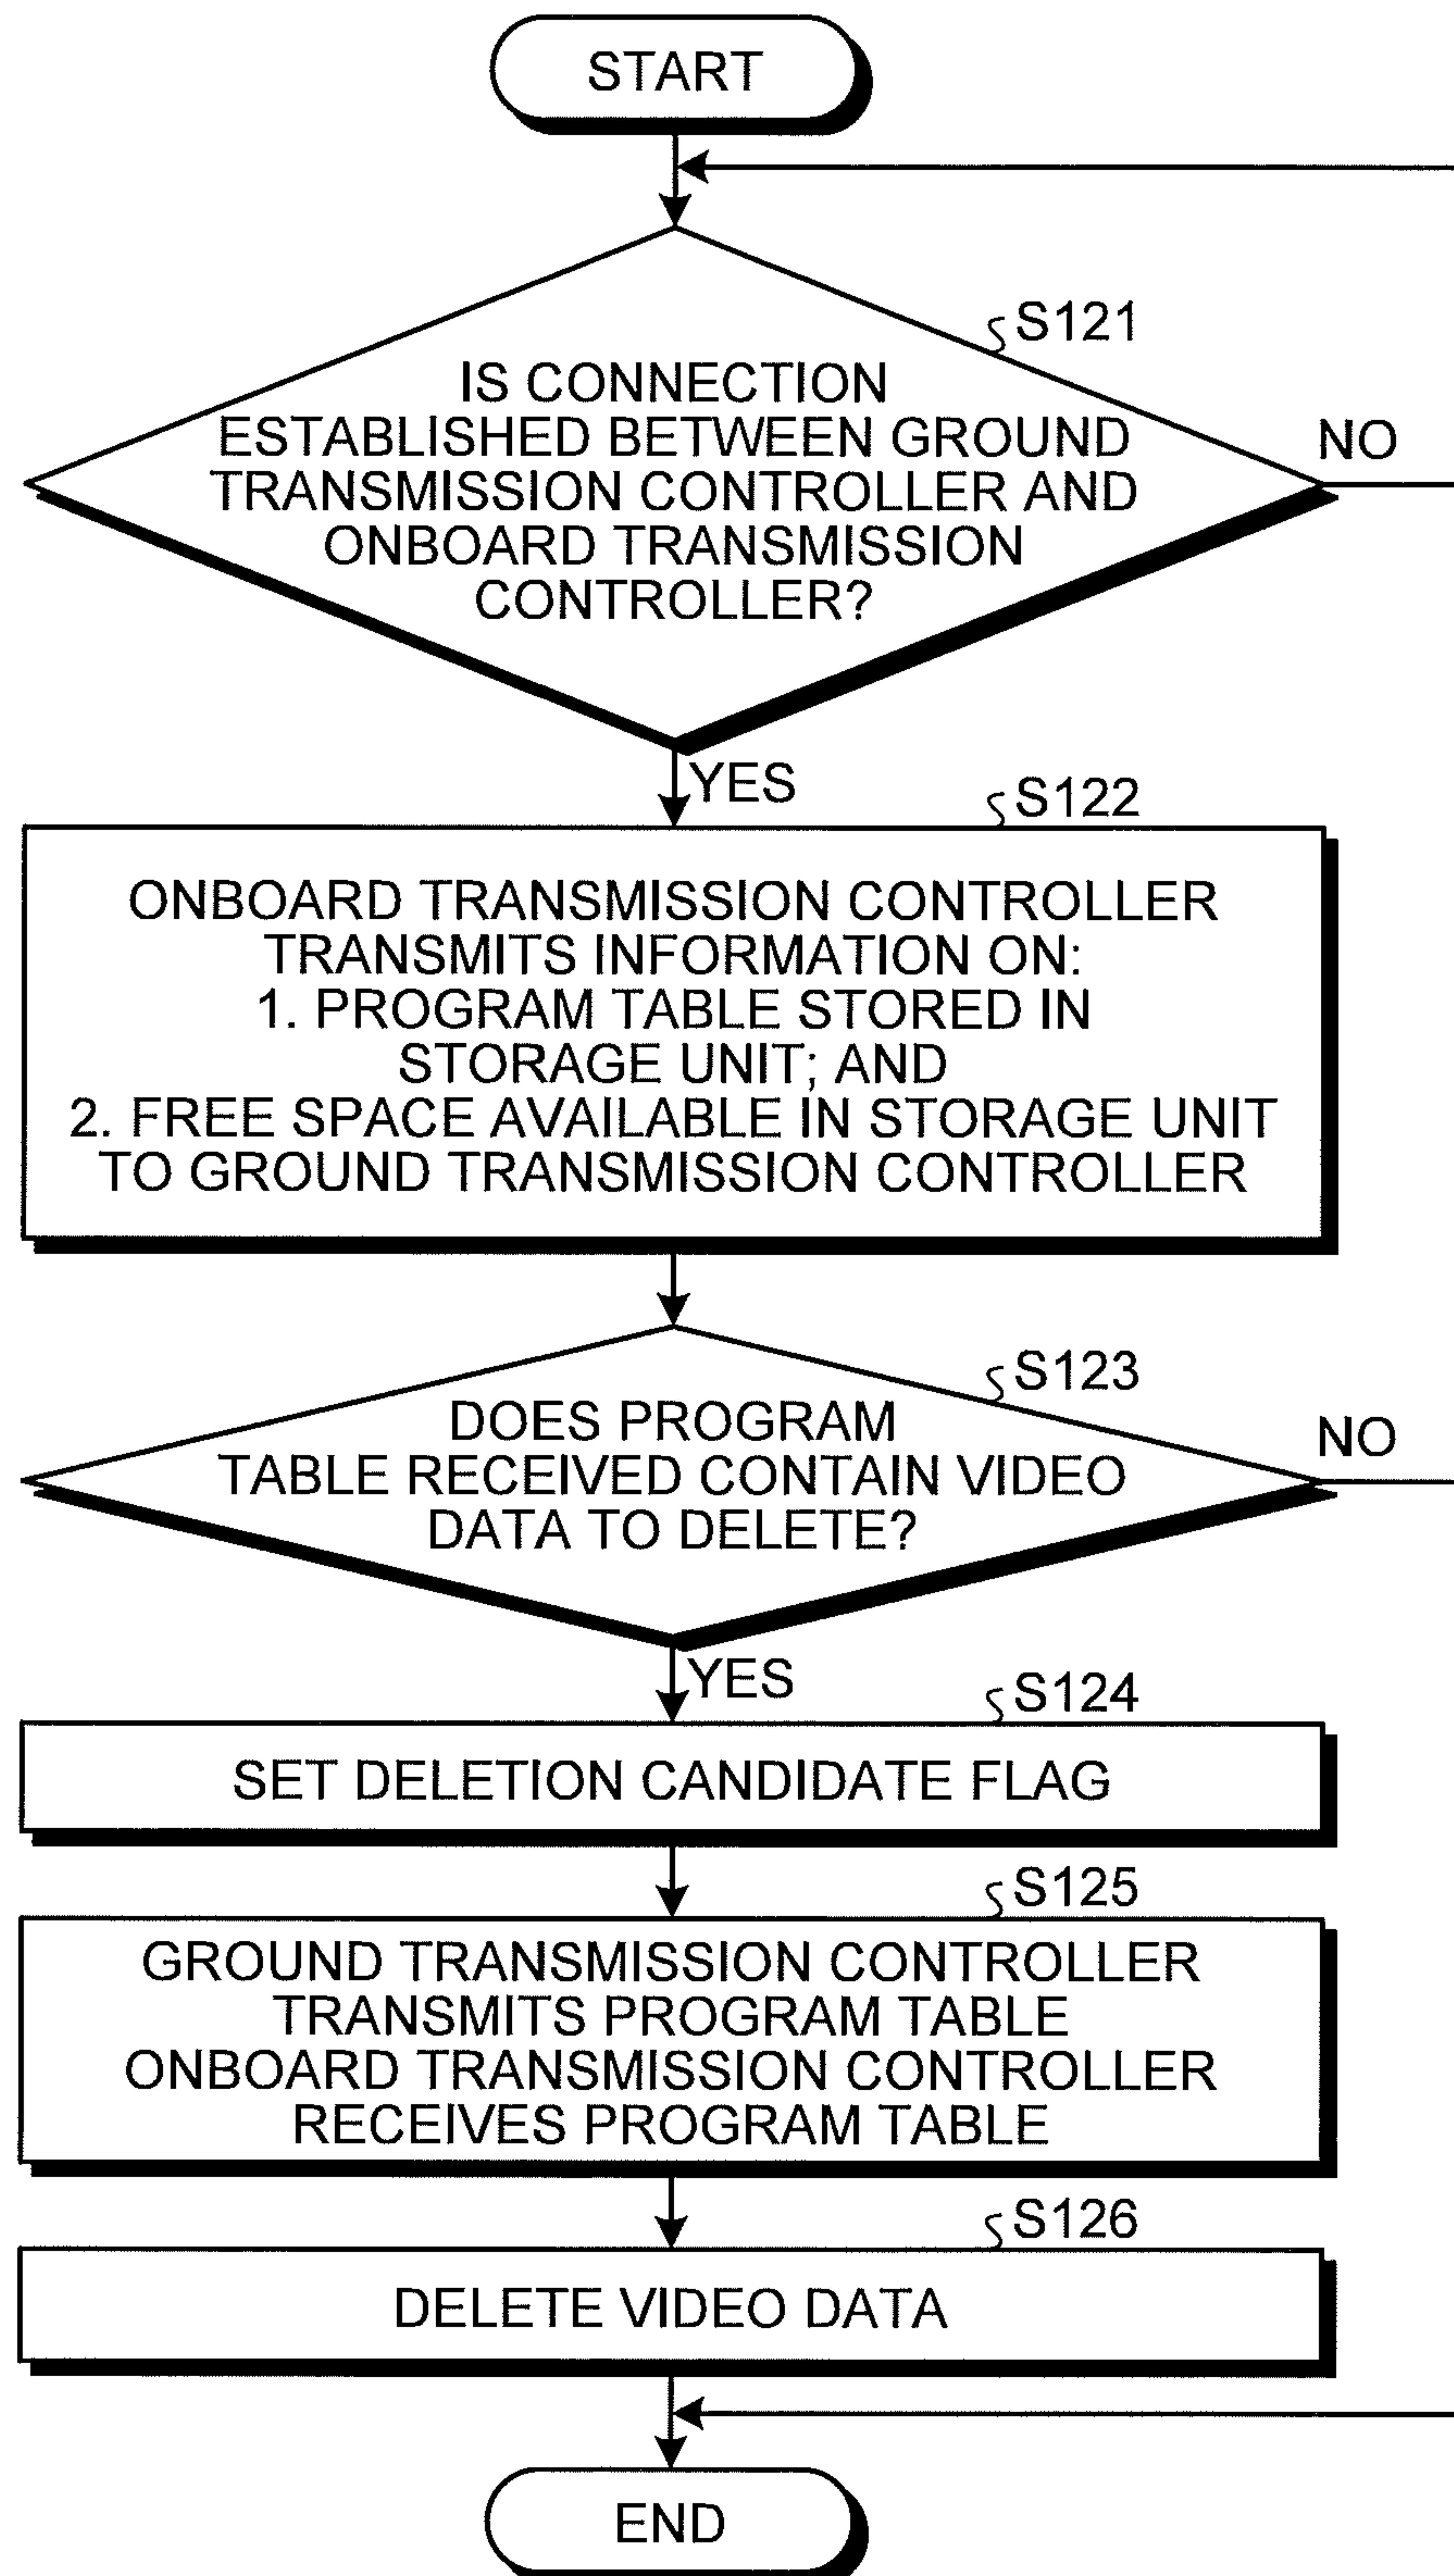 START
S121
IS CONNECTION
ESTABLISHED BETWEEN GROUND
TRANSMISSION CONTROLLER AND
ONBOARD TRANSMISSION
CONTROLLER?
NO
YES
S122
ONBOARD TRANSMISSION CONTROLLER
TRANSMITS INFORMATION ON:
1. PROGRAM TABLE STORED IN
STORAGE UNIT; AND
2. FREE SPACE AVAILABLE IN STORAGE UNIT
TO GROUND TRANSMISSION CONTROLLER
S123
DOES PROGRAM
TABLE RECEIVED CONTAIN VIDEO
DATA TO DELETE?
NO
YES
S124
SET DELETION CANDIDATE FLAG
S125
GROUND TRANSMISSION CONTROLLER
TRANSMITS PROGRAM TABLE
ONBOARD TRANSMISSION CONTROLLER
RECEIVES PROGRAM TABLE
S126
DELETE VIDEO DATA
END